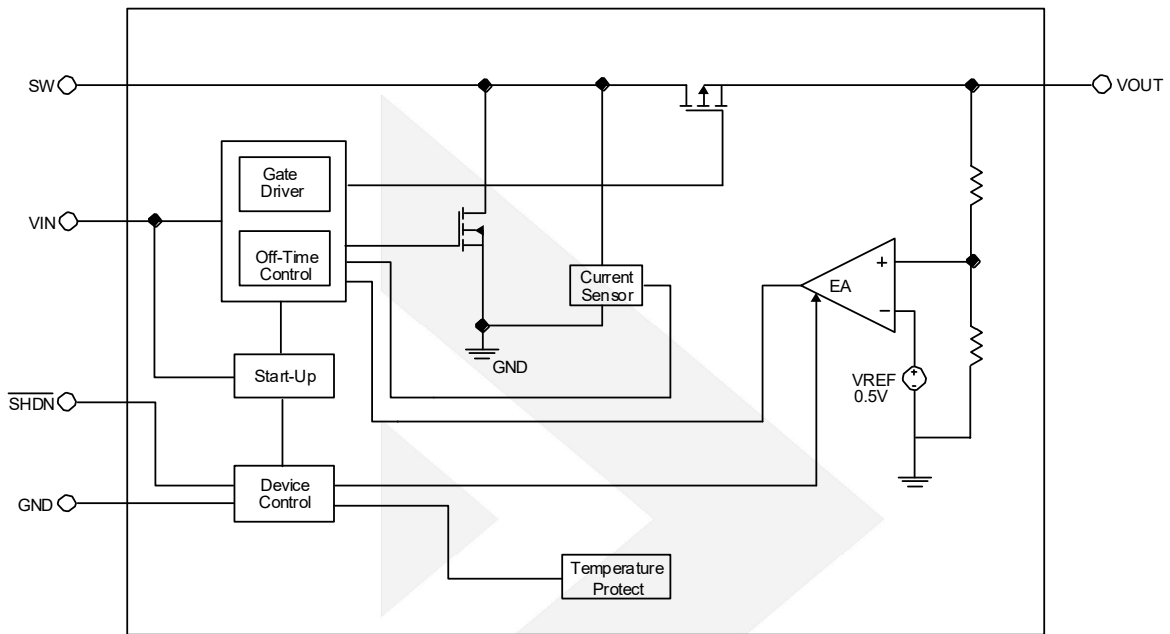 SW
VOUT
Gate
Driver
VIN
Off-Time
Control
Current
Sensor
+
EA
−
GND
Start-Up
VREF
0.5V
+
-
SHDN
Device
Control
GND
Temperature
Protect